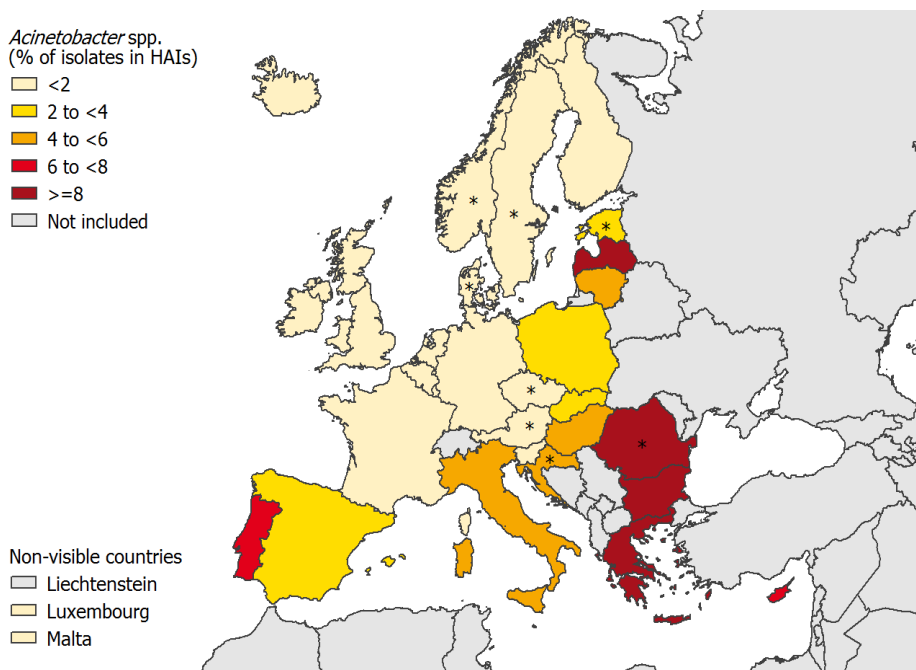 Acinetobacter spp.
(% of isolates in HAIs)
<2
2 to <4
4 to <6
6 to <8
>=8
Not included
*
*
*
*
*
*
*
*
Non-visible countries
Liechtenstein
Luxembourg
Malta